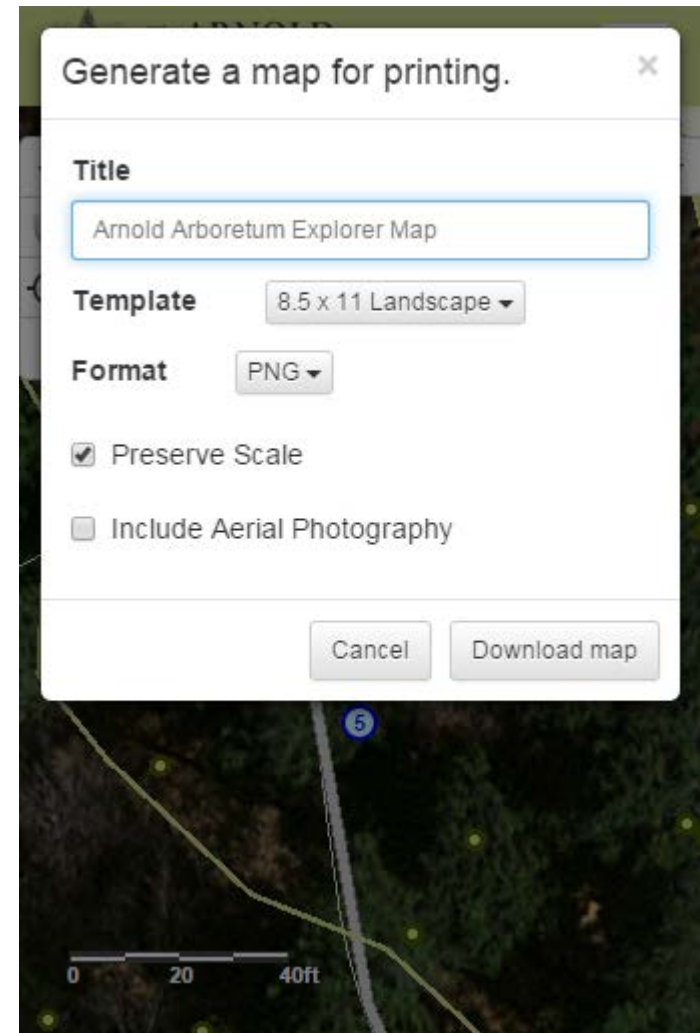 ARNOLD
Generate a map for printing.
×
Title
Arnold Arboretum Explorer Map
Template 8.5 x 11 Landscape
Format PNG
Preserve Scale
Include Aerial Photography
Cancel Download map
5
0 20 40ft